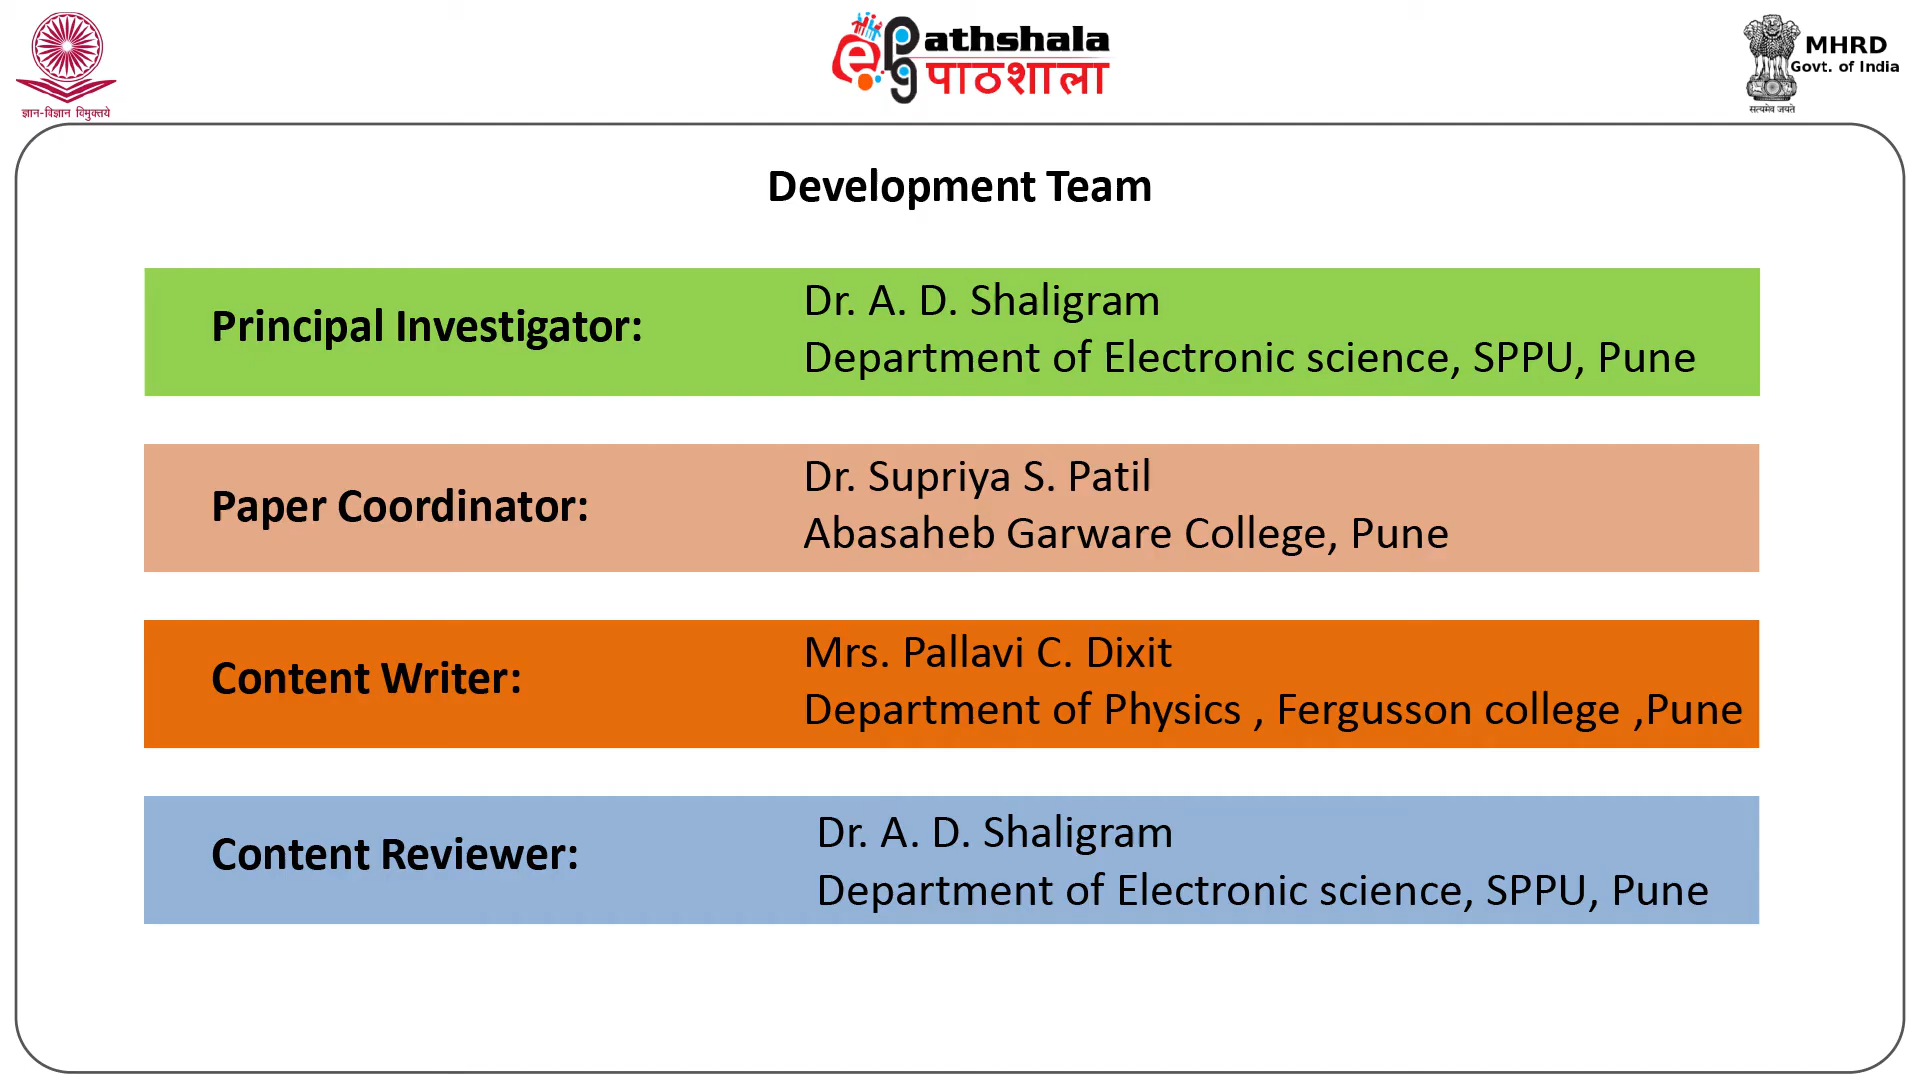 ज्ञान-विज्ञान विमुक्तये
e PG Pathshala
पाठशाला
MHRD
Govt. of India
सत्यमेव जयते
Development Team
Principal Investigator:
Dr. A. D. Shaligram
Department of Electronic science, SPPU, Pune
Paper Coordinator:
Dr. Supriya S. Patil
Abasaheb Garware College, Pune
Content Writer:
Mrs. Pallavi C. Dixit
Department of Physics , Fergusson college ,Pune
Content Reviewer:
Dr. A. D. Shaligram
Department of Electronic science, SPPU, Pune